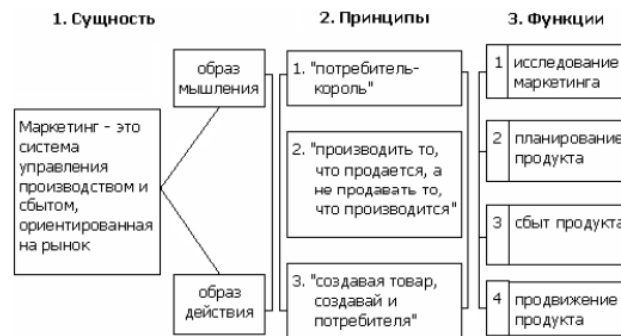 1. Сущность
2. Принципы
3. Функции
Маркетинг - это
система
управления
производством и
сбытом,
ориентированная
на рынок
образ
мышления
образ
действия
1. "потребитель-
король"
2. "производить то,
что продается, а
не продавать то,
что производится"
3. "создавая товар,
создавай и
потребителя"
1 исследование
маркетинга
2 планирование
продукта
3 сбыт продукта
4 продвижение
продукта